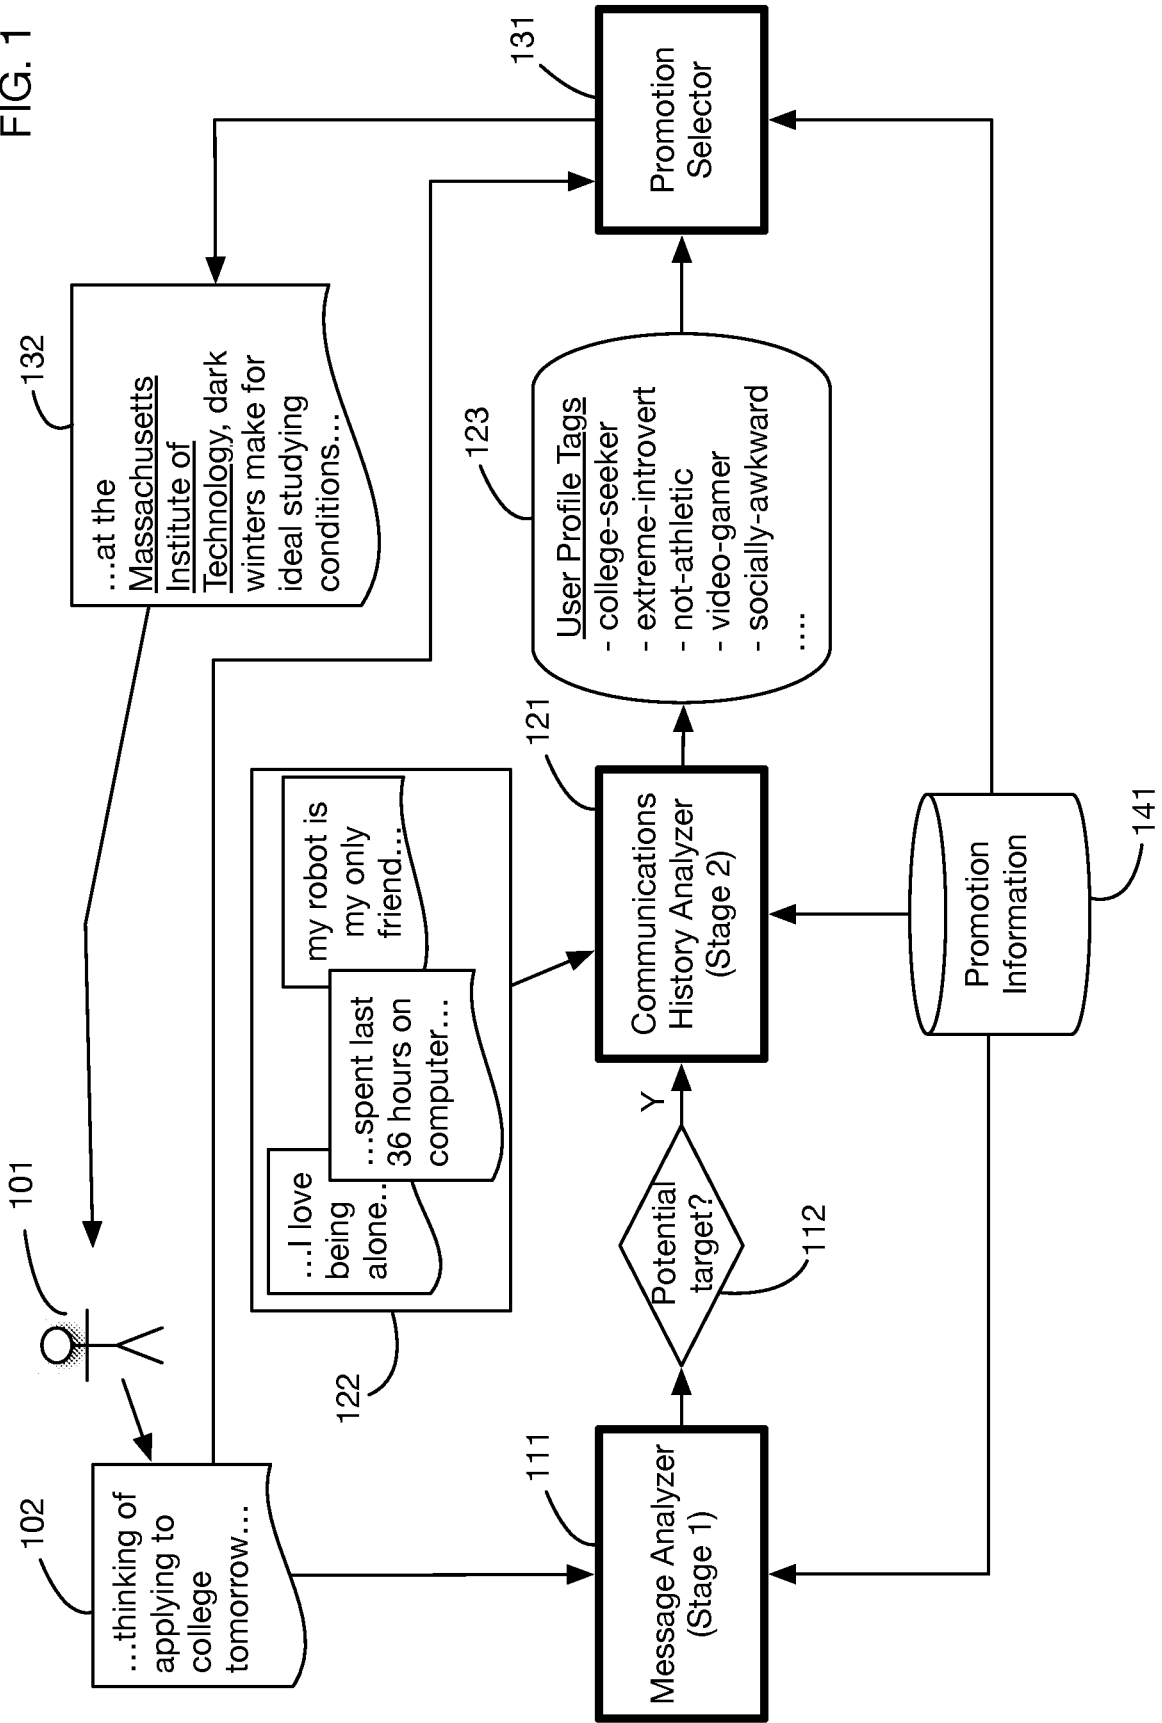 FIG. 1
101
102
...thinking of
applying to
college
tomorrow...
132
...at the
Massachusetts
Institute of
Technology, dark
winters make for
ideal studying
conditions...
122
...I love
being
alone..
...spent last
36 hours on
computer...
my robot is
my only
friend...
111
Message Analyzer
(Stage 1)
Potential
target?
112
Y
121
Communications
History Analyzer
(Stage 2)
123
User Profile Tags
- college-seeker
- extreme-introvert
- not-athletic
- video-gamer
- socially-awkward
....
131
Promotion
Selector
Promotion
Information
141